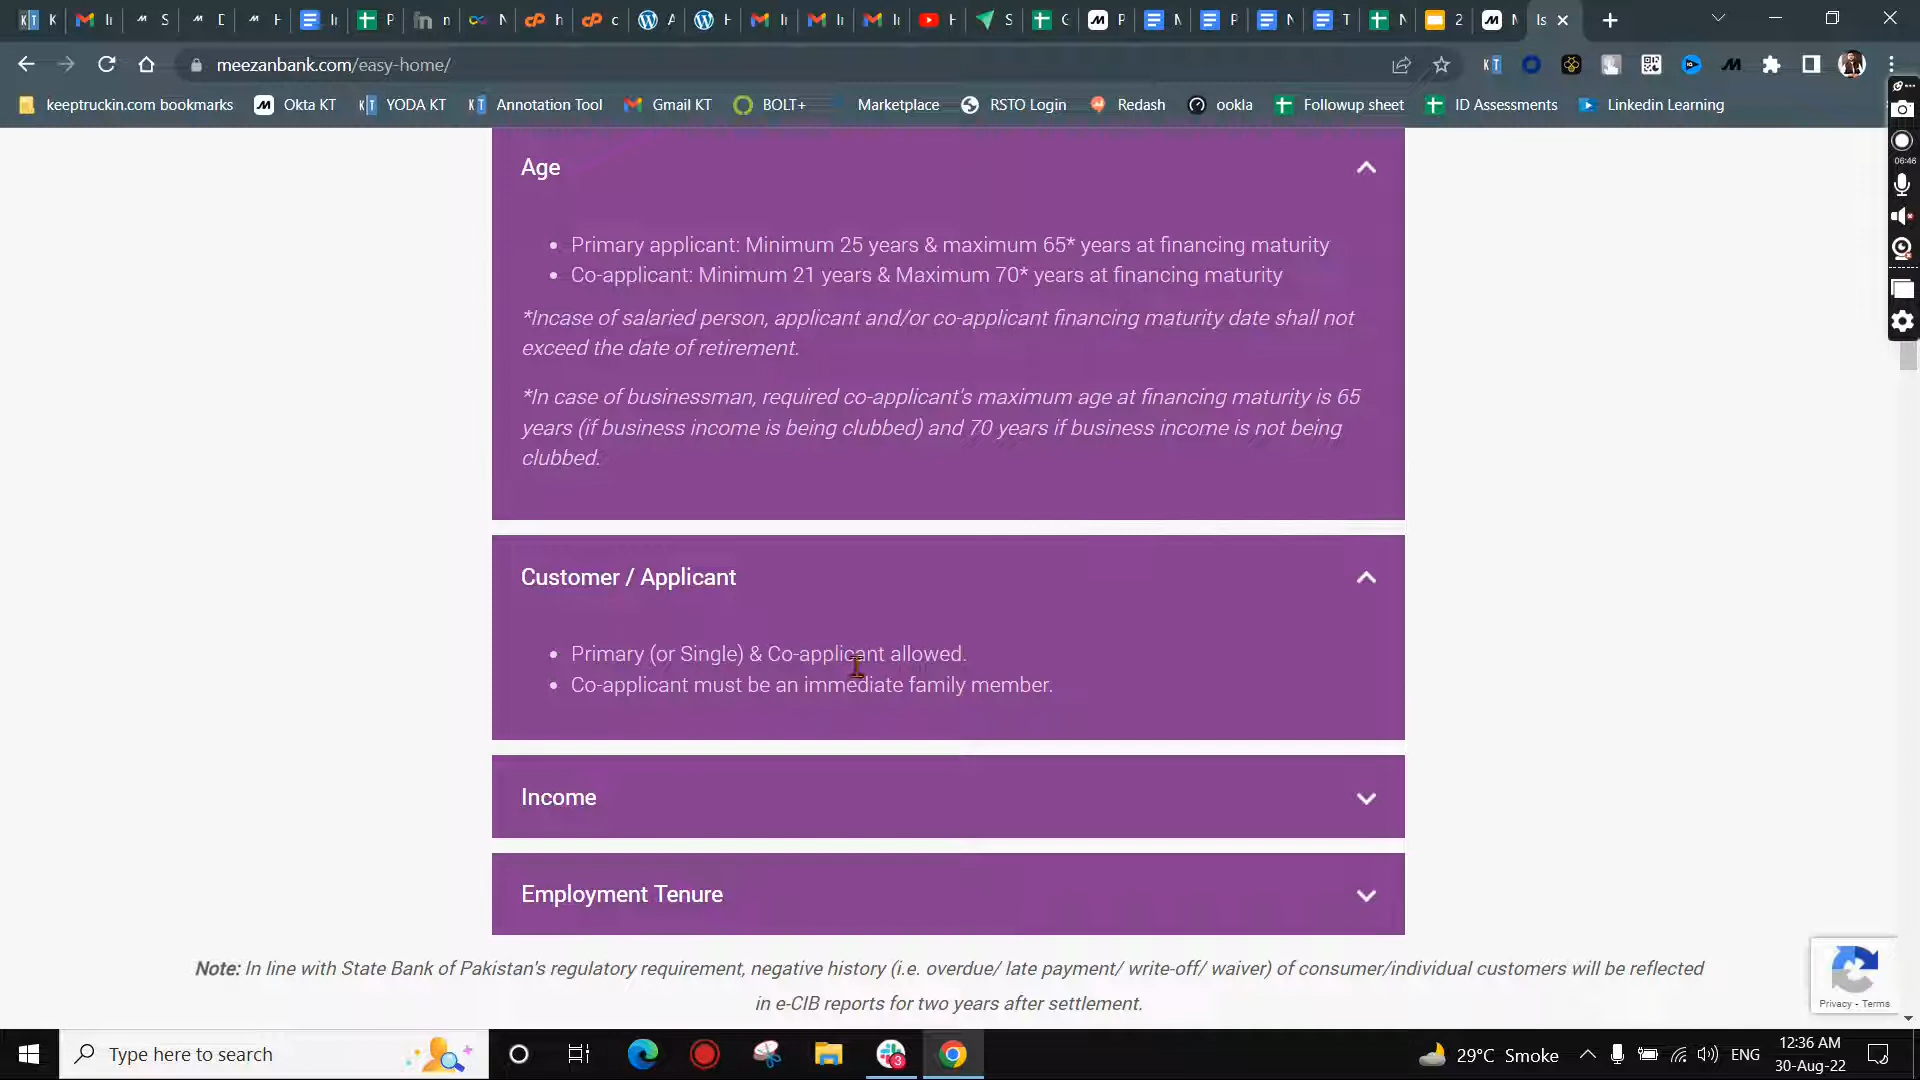 meezanbank.com/easy-home/
keeptruckin.com bookmarks
Okta KT
YODA KT
Annotation Tool
Gmail KT
BOLT+
Marketplace
RSTO Login
Redash
ookla
Followup sheet
ID Assessments
Linkedin Learning
06:46
Age
• Primary applicant: Minimum 25 years & maximum 65* years at financing maturity
• Co-applicant: Minimum 21 years & Maximum 70* years at financing maturity
*Incase of salaried person, applicant and/or co-applicant financing maturity date shall not
exceed the date of retirement.
*In case of businessman, required co-applicant's maximum age at financing maturity is 65
years (if business income is being clubbed) and 70 years if business income is not being
clubbed.
Customer / Applicant
• Primary (or Single) & Co-applicant allowed.
• Co-applicant must be an immediate family member.
Income
Employment Tenure
Note: In line with State Bank of Pakistan's regulatory requirement, negative history (i.e. overdue/ late payment/ write-off/ waiver) of consumer/individual customers will be reflected
in e-CIB reports for two years after settlement.
Privacy - Terms
Type here to search
3
29°C Smoke
ENG
12:36 AM
30-Aug-22